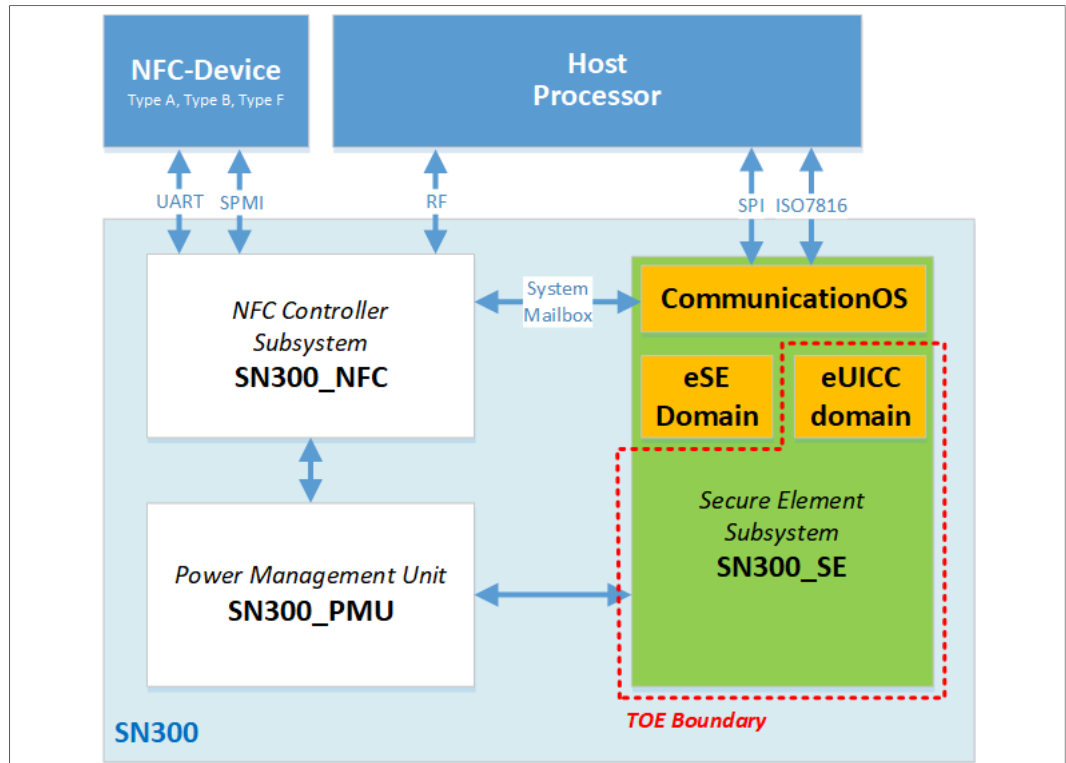 NFC-Device
Type A, Type B, Type F
Host
Processor
UART
SPMI
RF
SPI
ISO7816
NFC Controller
Subsystem
SN300_NFC
System
Mailbox
CommunicationOS
eSE
Domain
eUICC
domain
Secure Element
Subsystem
SN300_SE
Power Management Unit
SN300_PMU
TOE Boundary
SN300